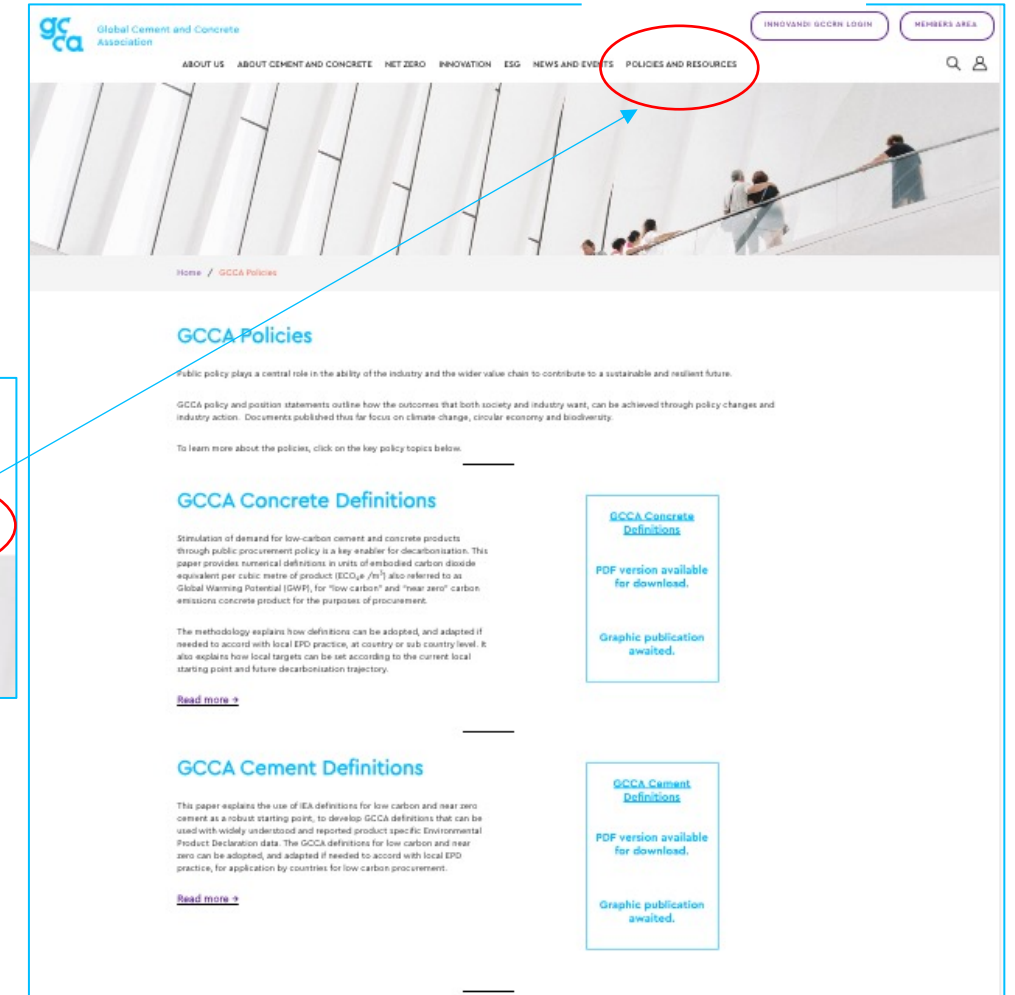 gcca
Global Cement and Concrete
Association
INNOVANDI GCCRN LOGIN
MEMBERS AREA
ABOUT US ABOUT CEMENT AND CONCRETE NET ZERO INNOVATION ESG NEWS AND EVENTS POLICIES AND RESOURCES
Home / GCCA Policies
GCCA Policies
Public policy plays a central role in the ability of the industry and the wider value chain to contribute to a sustainable and resilient future.
GCCA policy and position statements outline how the outcomes that both society and industry want, can be achieved through policy changes and
industry action. Documents published thus far focus on climate change, circular economy and biodiversity.
To learn more about the policies, click on the key policy topics below.
GCCA Concrete Definitions
Stimulation of demand for low-carbon cement and concrete products
through public procurement policy is a key enabler for decarbonisation. This
paper provides numerical definitions in units of embodied carbon dioxide
equivalent per cubic metre of product (ECO₂e /m³) also referred to as
Global Warming Potential (GWP), for "low carbon" and "near zero" carbon
emissions concrete product for the purposes of procurement.
The methodology explains how definitions can be adopted, and adapted if
needed to accord with local EPD practice, at country or sub country level. It
also explains how local targets can be set according to the current local
starting point and future decarbonisation trajectory.
Read more →
GCCA Concrete
Definitions
PDF version available
for download.
Graphic publication
awaited.
GCCA Cement Definitions
This paper explains the use of IEA definitions for low carbon and near zero
cement as a robust starting point, to develop GCCA definitions that can be
used with widely understood and reported product specific Environmental
Product Declaration data. The GCCA definitions for low carbon and near
zero can be adopted, and adapted if needed to accord with local EPD
practice, for application by countries for low carbon procurement.
Read more →
GCCA Cement
Definitions
PDF version available
for download.
Graphic publication
awaited.